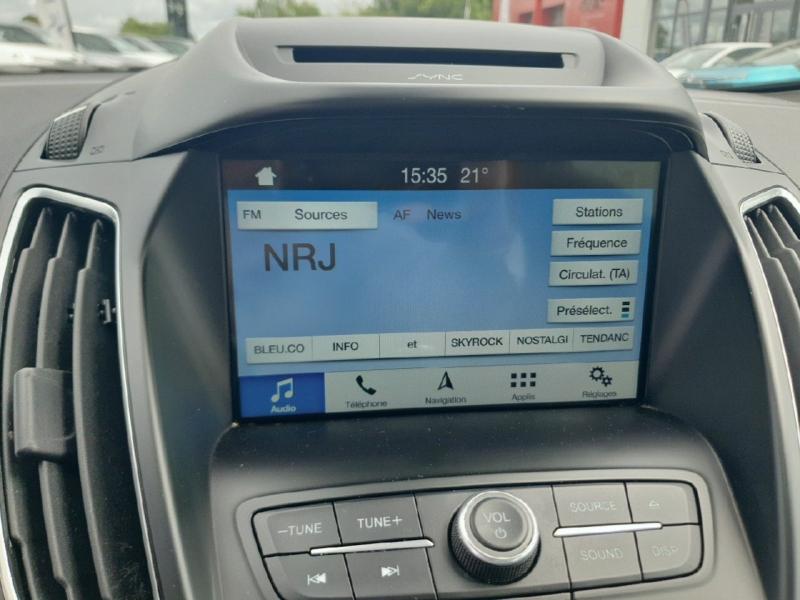 SYNC
15:35 21°
FM Sources AF News Stations
NRJ
Fréquence
Circulat. (TA)
Présélect.
BLEU.CO INFO et SKYROCK NOSTALGI TENDANC
Audio Téléphone Navigation Applis Réglages
-TUNE TUNE+ VOL SOURCE
SOUND DISP